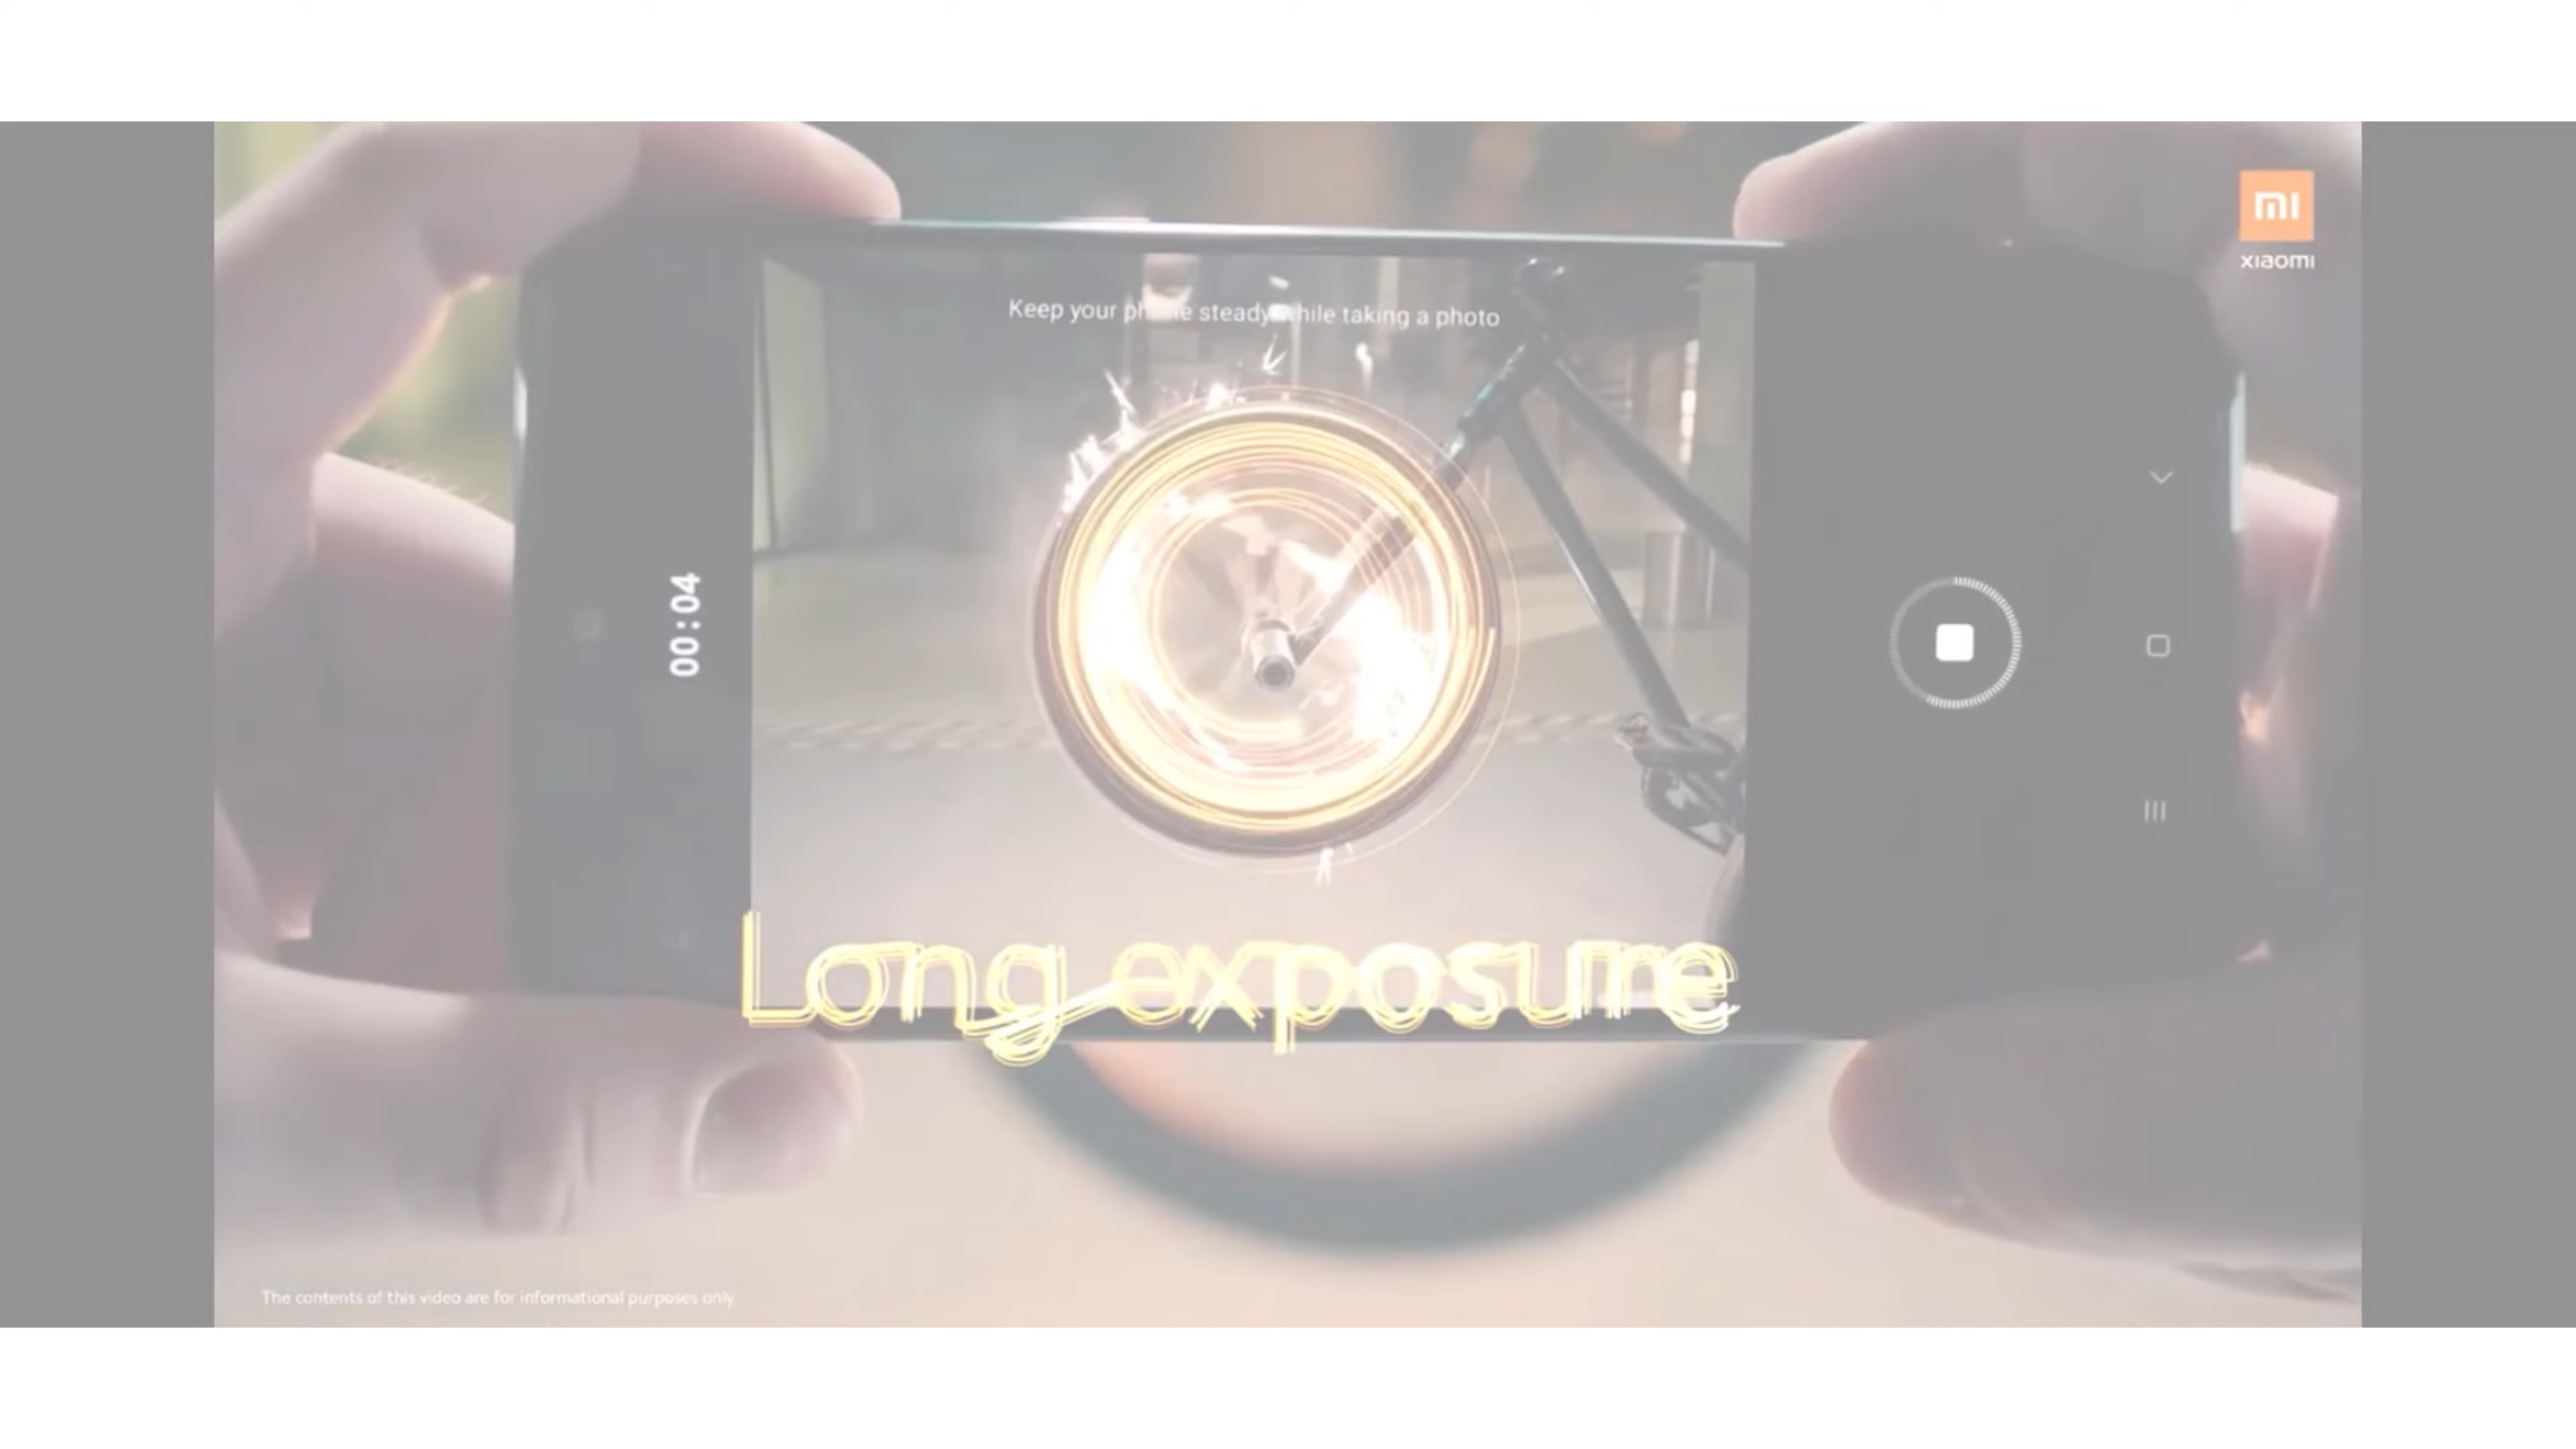 mi
xiaomi
Keep your phone steady while taking a photo
00:04
Long exposure
The contents of this video are for informational purposes only